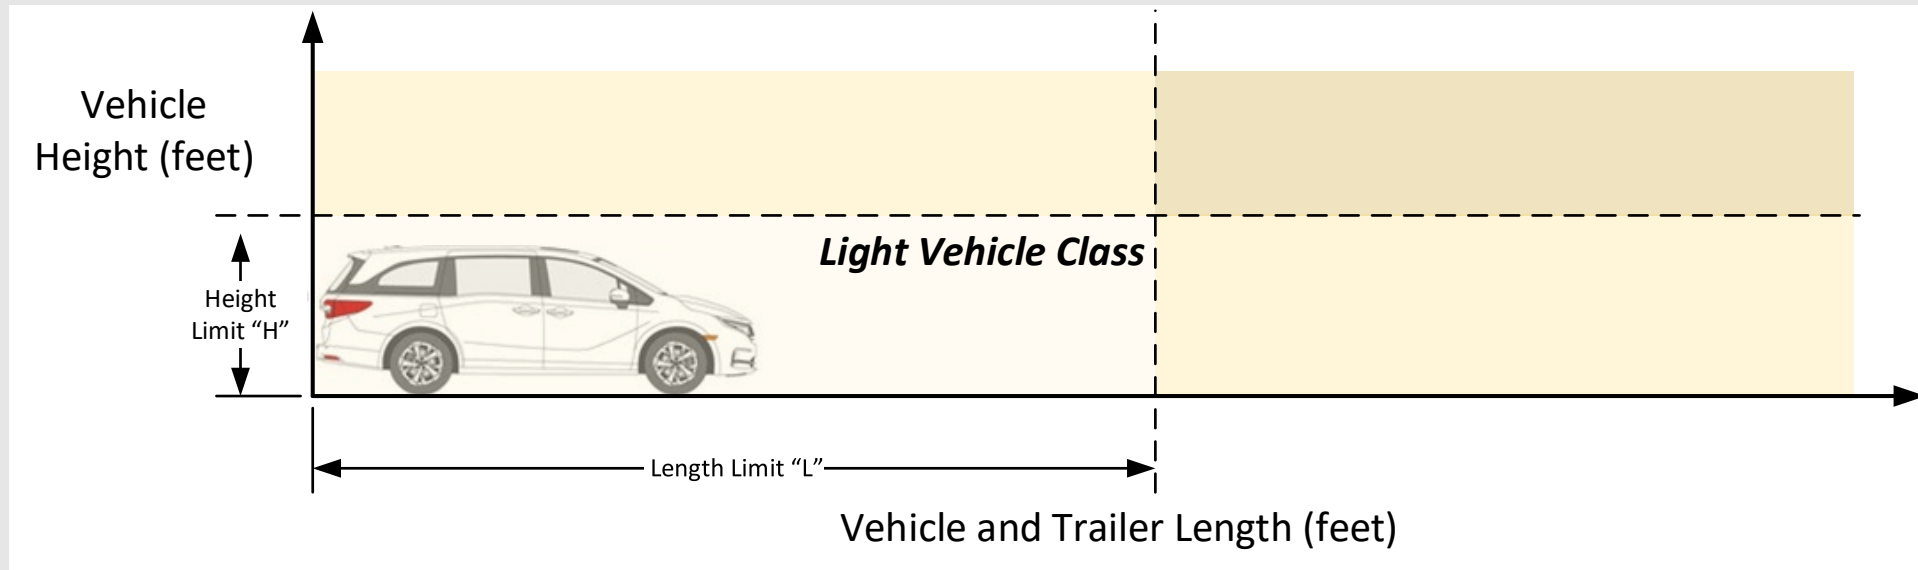 Vehicle
Height (feet)
Light Vehicle Class
Height
Limit “H”
Length Limit “L”
Vehicle and Trailer Length (feet)